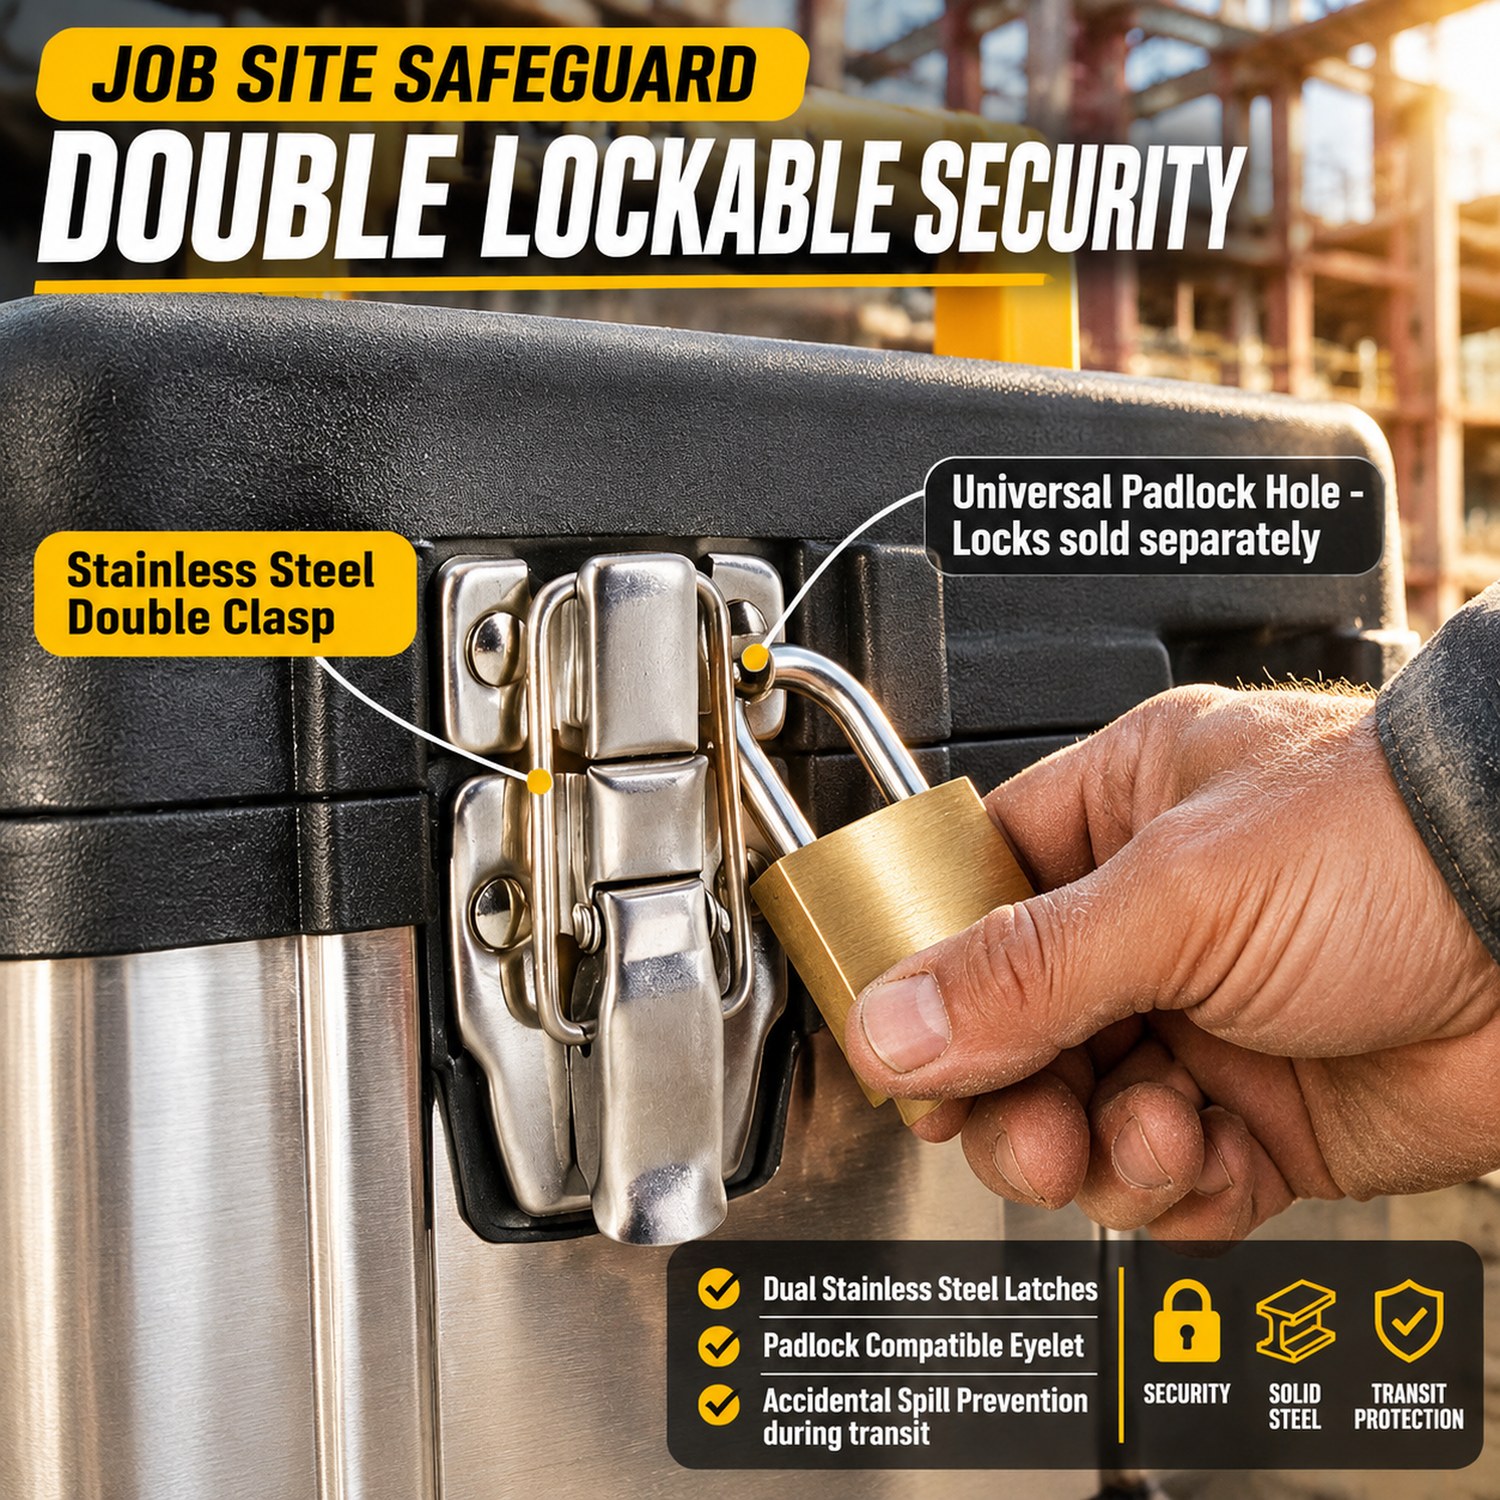 JOB SITE SAFEGUARD
DOUBLE LOCKABLE SECURITY
Universal Padlock Hole -
Locks sold separately
Stainless Steel
Double Clasp
Dual Stainless Steel Latches
Padlock Compatible Eyelet
Accidental Spill Prevention
during transit
SECURITY
SOLID
STEEL
TRANSIT
PROTECTION